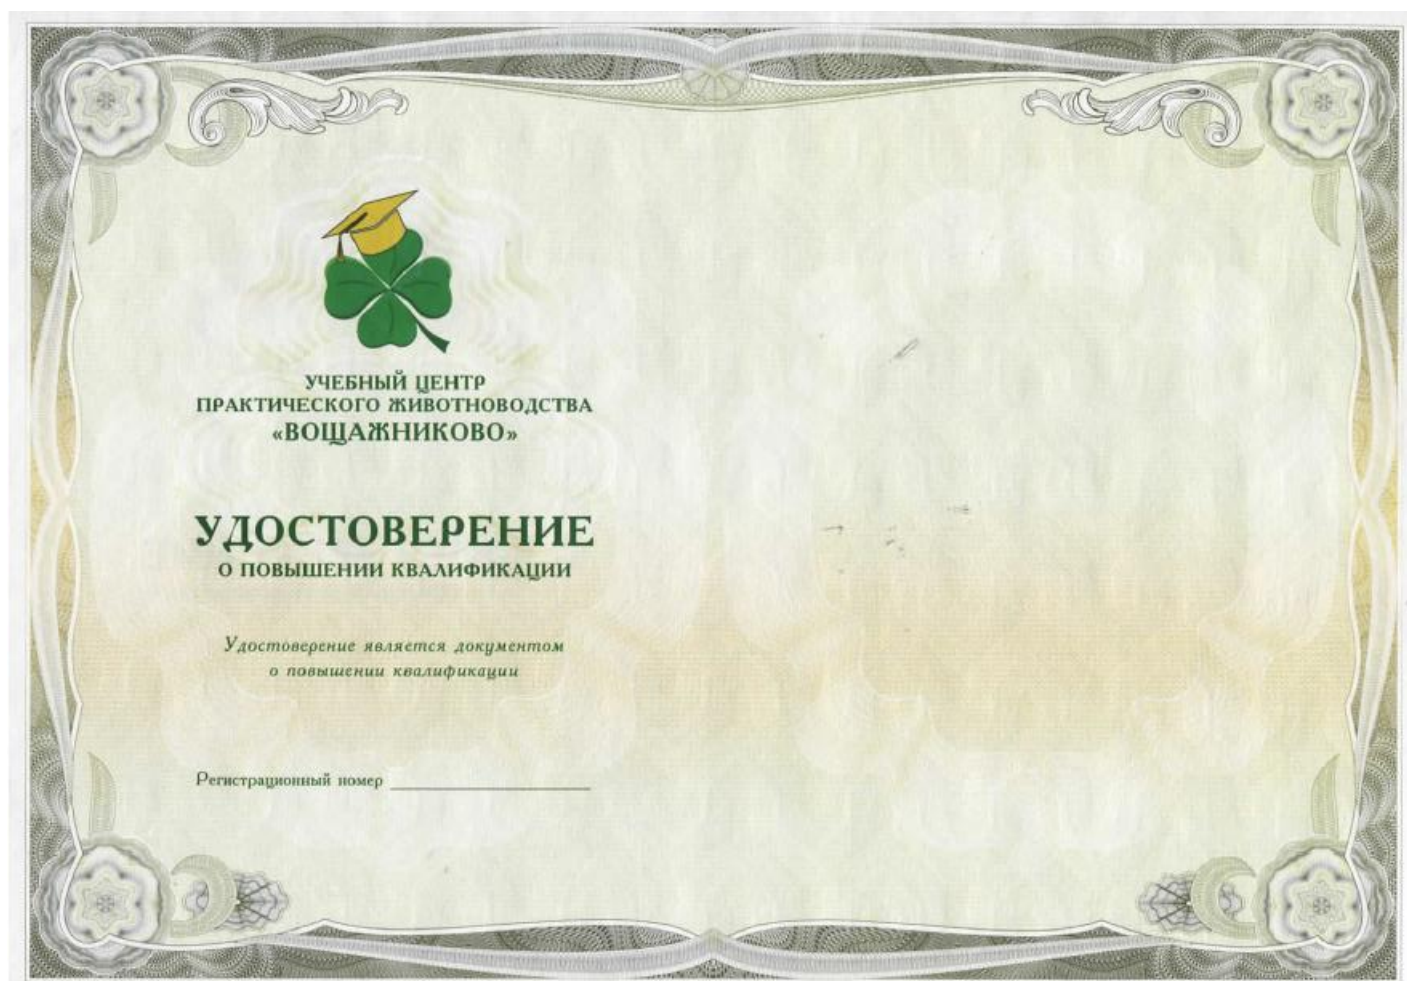 УЧЕБНЫЙ ЦЕНТР
ПРАКТИЧЕСКОГО ЖИВОТНОВОДСТВА
«ВОЩАЖНИКОВО»
УДОСТОВЕРЕНИЕ
О ПОВЫШЕНИИ КВАЛИФИКАЦИИ
Удостоверение является документом
о повышении квалификации
Регистрационный номер